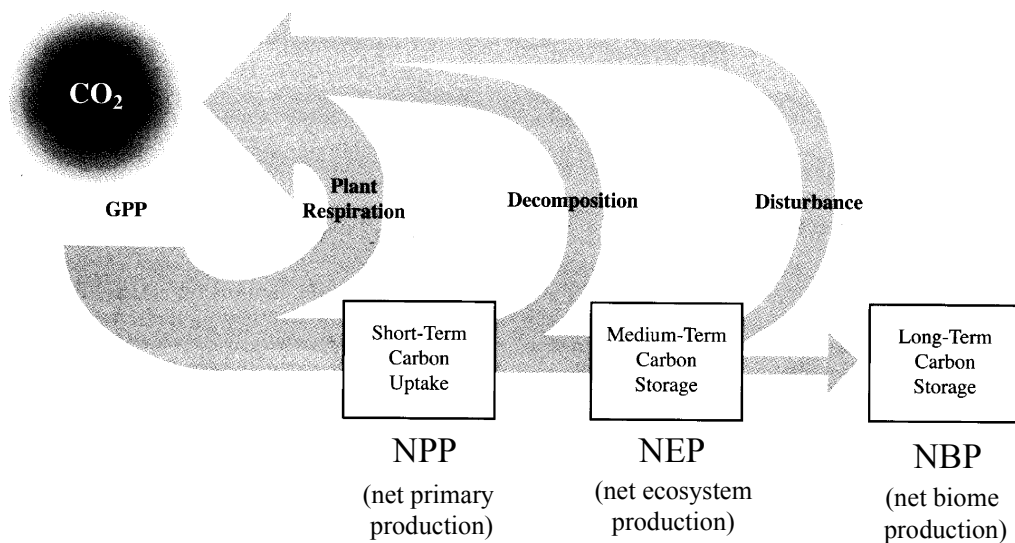 CO₂
GPP
Plant
Respiration
Decomposition
Disturbance
Short-Term
Carbon
Uptake
Medium-Term
Carbon
Storage
Long-Term
Carbon
Storage
NPP
(net primary
production)
NEP
(net ecosystem
production)
NBP
(net biome
production)